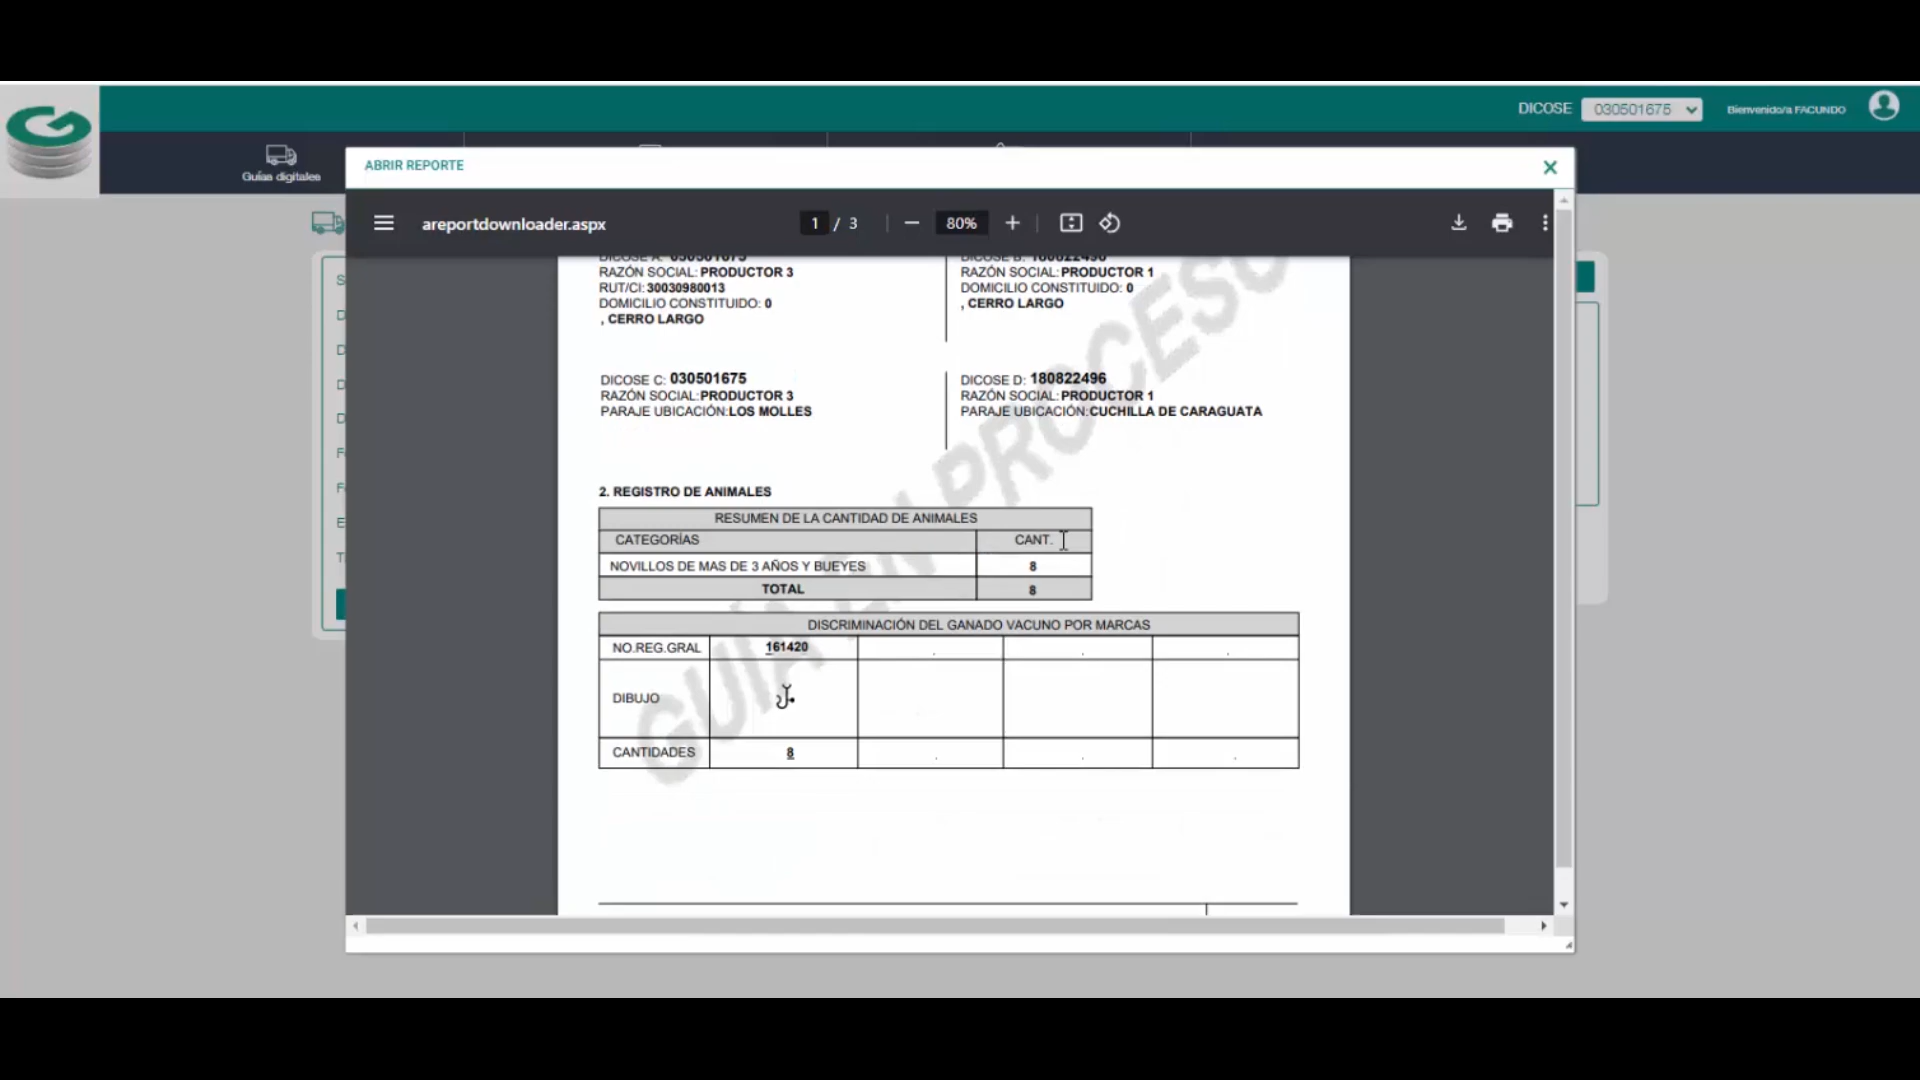 DICOSE 030501675 Bienvenido/a FACUNDO
Guías digitales
ABRIR REPORTE
areportdownloader.aspx 1 / 3 80%
DICOSE A: 030501675 DICOSE B: 180822496
RAZÓN SOCIAL: PRODUCTOR 3 RAZÓN SOCIAL: PRODUCTOR 1
RUT/CI: 30030980013 DOMICILIO CONSTITUIDO: 0
DOMICILIO CONSTITUIDO: 0 , CERRO LARGO
, CERRO LARGO
DICOSE C: 030501675 DICOSE D: 180822496
RAZÓN SOCIAL: PRODUCTOR 3 RAZÓN SOCIAL: PRODUCTOR 1
PARAJE UBICACIÓN: LOS MOLLES PARAJE UBICACIÓN: CUCHILLA DE CARAGUATA
2. REGISTRO DE ANIMALES
RESUMEN DE LA CANTIDAD DE ANIMALES
CATEGORÍAS CANT.
NOVILLOS DE MAS DE 3 AÑOS Y BUEYES 8
TOTAL 8
DISCRIMINACIÓN DEL GANADO VACUNO POR MARCAS
NO.REG.GRAL 161420
DIBUJO
CANTIDADES 8
GUÍA EN PROCESO